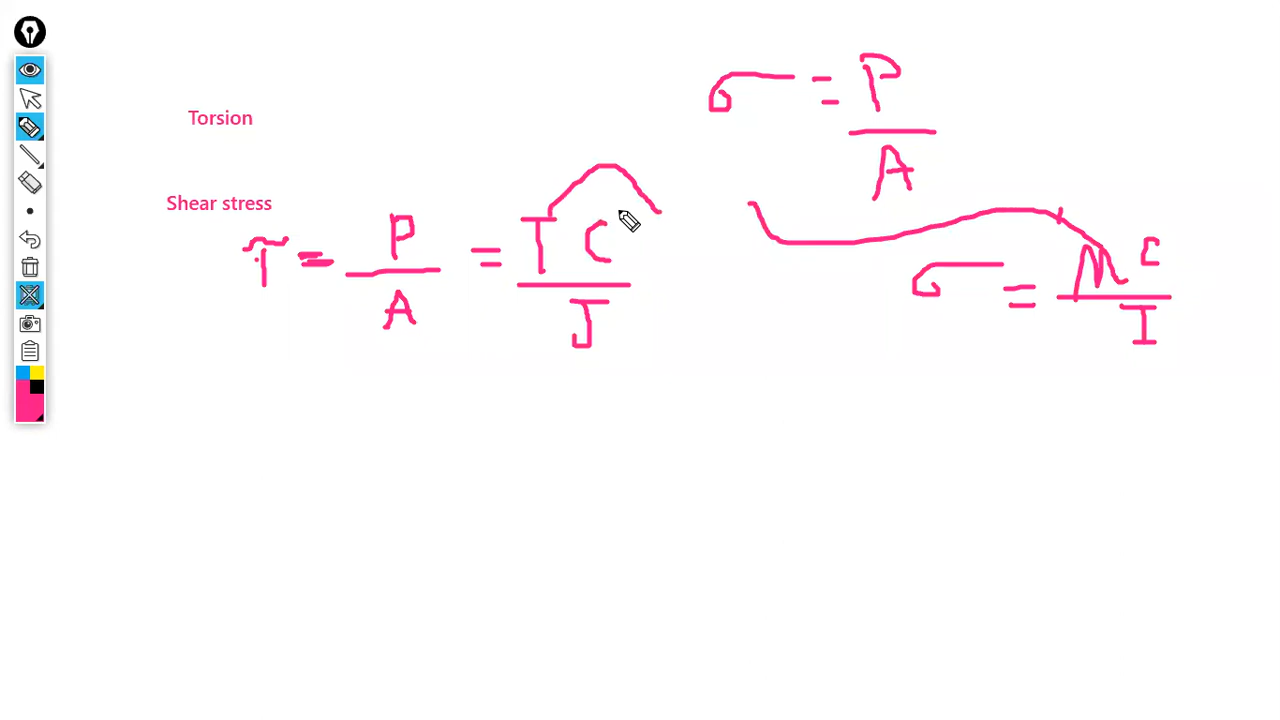 Torsion
σ = P/A
Shear stress
τ = P/A = TC/J
σ = MC/I